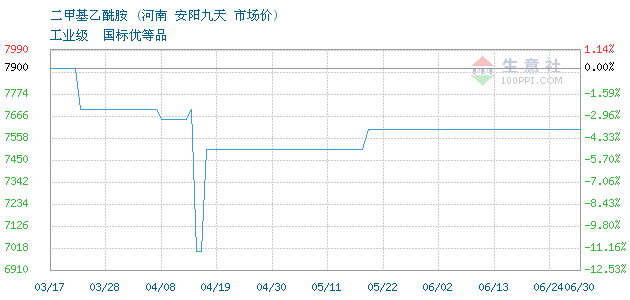 二甲基乙酰胺 (河南 安阳九天 市场价)
工业级 国标优等品
7990 1.14%
7900 0.00%
7774 -1.59%
7666 -2.96%
7558 -4.33%
7450 -5.70%
7342 -7.06%
7234 -8.43%
7126 -9.80%
7018 -11.16%
6910 -12.53%
生意社
100PPI.COM
03/17 03/28 04/08 04/19 04/30 05/11 05/22 06/02 06/13 06/24 06/30